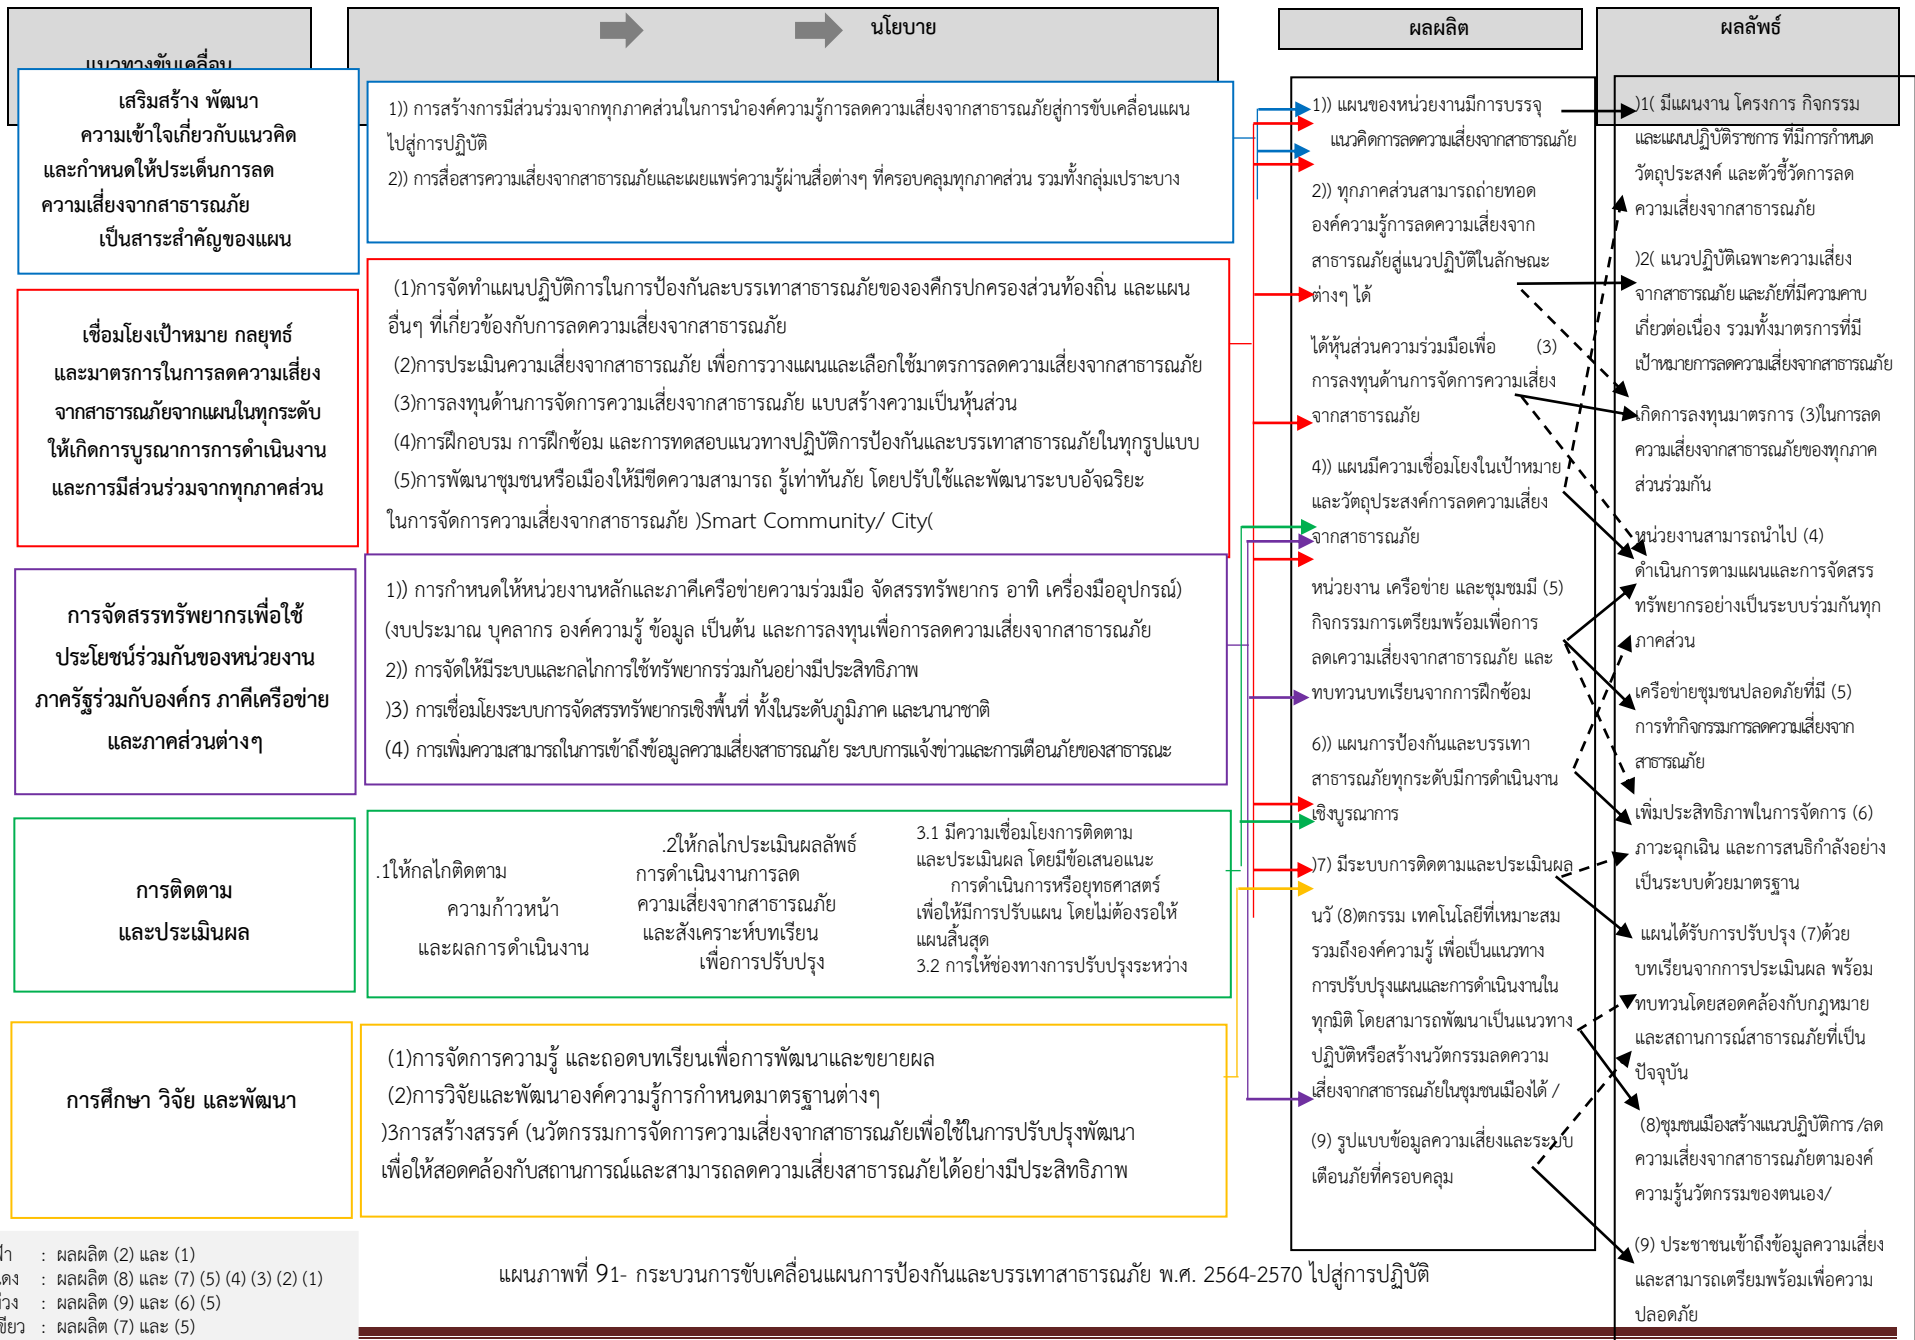 แนวทางขับเคลื่อน
นโยบาย
ผลผลิต
ผลลัพธ์
เสริมสร้าง พัฒนา
ความเข้าใจเกี่ยวกับแนวคิด
และกำหนดให้ประเด็นการลด
ความเสี่ยงจากสาธารณภัย
เป็นสาระสำคัญของแผน
1)) การสร้างการมีส่วนร่วมจากทุกภาคส่วนในการนำองค์ความรู้การลดความเสี่ยงจากสาธารณภัยสู่การขับเคลื่อนแผน
ไปสู่การปฏิบัติ
2)) การสื่อสารความเสี่ยงจากสาธารณภัยและเผยแพร่ความรู้ผ่านสื่อต่างๆ ที่ครอบคลุมทุกภาคส่วน รวมทั้งกลุ่มเปราะบาง
เชื่อมโยงเป้าหมาย กลยุทธ์
และมาตรการในการลดความเสี่ยง
จากสาธารณภัยจากแผนในทุกระดับ
ให้เกิดการบูรณาการการดำเนินงาน
และการมีส่วนร่วมจากทุกภาคส่วน
(1)การจัดทำแผนปฏิบัติการในการป้องกันละบรรเทาสาธารณภัยขององค์กรปกครองส่วนท้องถิ่น และแผน
อื่นๆ ที่เกี่ยวข้องกับการลดความเสี่ยงจากสาธารณภัย
(2)การประเมินความเสี่ยงจากสาธารณภัย เพื่อการวางแผนและเลือกใช้มาตรการลดความเสี่ยงจากสาธารณภัย
(3)การลงทุนด้านการจัดการความเสี่ยงจากสาธารณภัย แบบสร้างความเป็นหุ้นส่วน
(4)การฝึกอบรม การฝึกซ้อม และการทดสอบแนวทางปฏิบัติการป้องกันและบรรเทาสาธารณภัยในทุกรูปแบบ
(5)การพัฒนาชุมชนหรือเมืองให้มีขีดความสามารถ รู้เท่าทันภัย โดยปรับใช้และพัฒนาระบบอัจฉริยะ
ในการจัดการความเสี่ยงจากสาธารณภัย )Smart Community/ City(
การจัดสรรทรัพยากรเพื่อใช้
ประโยชน์ร่วมกันของหน่วยงาน
ภาครัฐร่วมกับองค์กร ภาคีเครือข่าย
และภาคส่วนต่างๆ
1)) การกำหนดให้หน่วยงานหลักและภาคีเครือข่ายความร่วมมือ จัดสรรทรัพยากร อาทิ เครื่องมืออุปกรณ์)
(งบประมาณ บุคลากร องค์ความรู้ ข้อมูล เป็นต้น และการลงทุนเพื่อการลดความเสี่ยงจากสาธารณภัย
2)) การจัดให้มีระบบและกลไกการใช้ทรัพยากรร่วมกันอย่างมีประสิทธิภาพ
)3) การเชื่อมโยงระบบการจัดสรรทรัพยากรเชิงพื้นที่ ทั้งในระดับภูมิภาค และนานาชาติ
(4) การเพิ่มความสามารถในการเข้าถึงข้อมูลความเสี่ยงสาธารณภัย ระบบการแจ้งข่าวและการเตือนภัยของสาธารณะ
การติดตาม
และประเมินผล
.1ให้กลไกติดตาม
ความก้าวหน้า
และผลการดำเนินงาน
.2ให้กลไกประเมินผลลัพธ์
การดำเนินงานการลด
ความเสี่ยงจากสาธารณภัย
และสังเคราะห์บทเรียน
เพื่อการปรับปรุง
3.1 มีความเชื่อมโยงการติดตาม
และประเมินผล โดยมีข้อเสนอแนะ
การดำเนินการหรือยุทธศาสตร์
เพื่อให้มีการปรับแผน โดยไม่ต้องรอให้
แผนสิ้นสุด
3.2 การให้ช่องทางการปรับปรุงระหว่าง
การศึกษา วิจัย และพัฒนา
(1)การจัดการความรู้ และถอดบทเรียนเพื่อการพัฒนาและขยายผล
(2)การวิจัยและพัฒนาองค์ความรู้การกำหนดมาตรฐานต่างๆ
)3การสร้างสรรค์ (นวัตกรรมการจัดการความเสี่ยงจากสาธารณภัยเพื่อใช้ในการปรับปรุงพัฒนา
เพื่อให้สอดคล้องกับสถานการณ์และสามารถลดความเสี่ยงสาธารณภัยได้อย่างมีประสิทธิภาพ
1)) แผนของหน่วยงานมีการบรรจุ
แนวคิดการลดความเสี่ยงจากสาธารณภัย
2)) ทุกภาคส่วนสามารถถ่ายทอด
องค์ความรู้การลดความเสี่ยงจาก
สาธารณภัยสู่แนวปฏิบัติในลักษณะ
ต่างๆ ได้
ได้หุ้นส่วนความร่วมมือเพื่อ (3)
การลงทุนด้านการจัดการความเสี่ยง
จากสาธารณภัย
4)) แผนมีความเชื่อมโยงในเป้าหมาย
และวัตถุประสงค์การลดความเสี่ยง
จากสาธารณภัย
หน่วยงาน เครือข่าย และชุมชนมี (5)
กิจกรรมการเตรียมพร้อมเพื่อการ
ลดเความเสี่ยงจากสาธารณภัย และ
ทบทวนบทเรียนจากการฝึกซ้อม
6)) แผนการป้องกันและบรรเทา
สาธารณภัยทุกระดับมีการดำเนินงาน
เชิงบูรณาการ
)7) มีระบบการติดตามและประเมินผล
นวั (8)ตกรรม เทคโนโลยีที่เหมาะสม
รวมถึงองค์ความรู้ เพื่อเป็นแนวทาง
การปรับปรุงแผนและการดำเนินงานใน
ทุกมิติ โดยสามารถพัฒนาเป็นแนวทาง
ปฏิบัติหรือสร้างนวัตกรรมลดความ
เสี่ยงจากสาธารณภัยในชุมชนเมืองได้ /
(9) รูปแบบข้อมูลความเสี่ยงและระบบ
เตือนภัยที่ครอบคลุม
)1( มีแผนงาน โครงการ กิจกรรม
และแผนปฏิบัติราชการ ที่มีการกำหนด
วัตถุประสงค์ และตัวชี้วัดการลด
ความเสี่ยงจากสาธารณภัย
)2( แนวปฏิบัติเฉพาะความเสี่ยง
จากสาธารณภัย และภัยที่มีความคาบ
เกี่ยวต่อเนื่อง รวมทั้งมาตรการที่มี
เป้าหมายการลดความเสี่ยงจากสาธารณภัย
เกิดการลงทุนมาตรการ (3)ในการลด
ความเสี่ยงจากสาธารณภัยของทุกภาค
ส่วนร่วมกัน
หน่วยงานสามารถนำไป (4)
ดำเนินการตามแผนและการจัดสรร
ทรัพยากรอย่างเป็นระบบร่วมกันทุก
ภาคส่วน
เครือข่ายชุมชนปลอดภัยที่มี (5)
การทำกิจกรรมการลดความเสี่ยงจาก
สาธารณภัย
เพิ่มประสิทธิภาพในการจัดการ (6)
ภาวะฉุกเฉิน และการสนธิกำลังอย่าง
เป็นระบบด้วยมาตรฐาน
แผนได้รับการปรับปรุง (7)ด้วย
บทเรียนจากการประเมินผล พร้อม
ทบทวนโดยสอดคล้องกับกฎหมาย
และสถานการณ์สาธารณภัยที่เป็น
ปัจจุบัน
(8)ชุมชนเมืองสร้างแนวปฏิบัติการ /ลด
ความเสี่ยงจากสาธารณภัยตามองค์
ความรู้นวัตกรรมของตนเอง/
(9) ประชาชนเข้าถึงข้อมูลความเสี่ยง
และสามารถเตรียมพร้อมเพื่อความ
ปลอดภัย
: ผลผลิต (2) และ (1)
: ผลผลิต (8) และ (7) (5) (4) (3) (2) (1)
: ผลผลิต (9) และ (6) (5)
: ผลผลิต (7) และ (5)
แผนภาพที่ 91- กระบวนการขับเคลื่อนแผนการป้องกันและบรรเทาสาธารณภัย พ.ศ. 2564-2570 ไปสู่การปฏิบัติ